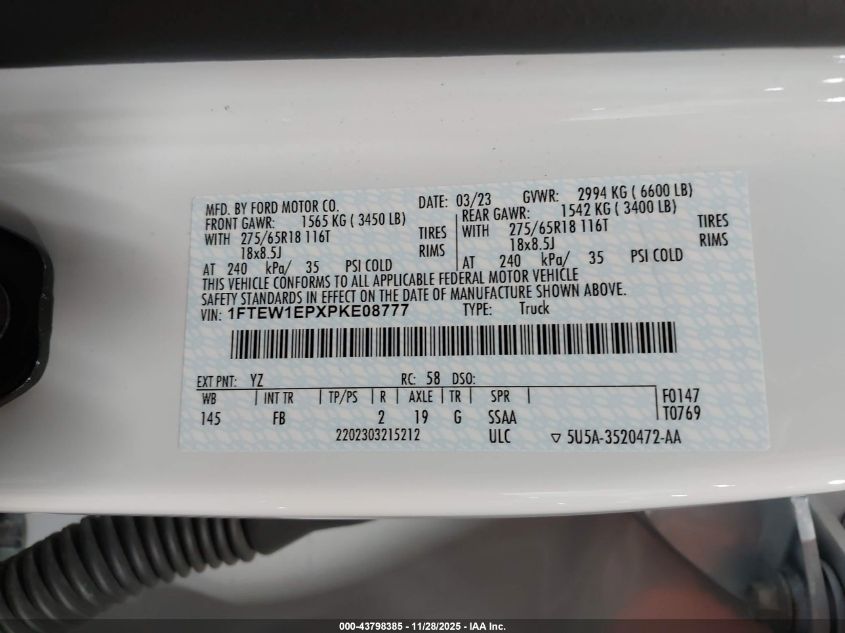 MFD. BY FORD MOTOR CO. DATE: 03/23 GVWR: 2994 KG ( 6600 LB)
FRONT GAWR: 1565 KG ( 3450 LB) REAR GAWR: 1542 KG ( 3400 LB)
WITH 275/65R18 116T TIRES WITH 275/65R18 116T TIRES
18x8.5J RIMS 18x8.5J RIMS
AT 240 kPa/ 35 PSI COLD AT 240 kPa/ 35 PSI COLD
THIS VEHICLE CONFORMS TO ALL APPLICABLE FEDERAL MOTOR VEHICLE
SAFETY STANDARDS IN EFFECT ON THE DATE OF MANUFACTURE SHOWN ABOVE.
VIN: 1FTEW1EPXPKE08777 TYPE: Truck
EXT PNT: YZ RC: 58 DSO:
WB INT TR TP/PS R AXLE TR SPR F0147
145 FB 2 19 G SSAA T0769
2202303215212 ULC ▽ 5U5A-3520472-AA
000-43798385 | 11/28/2025 - IAA Inc.